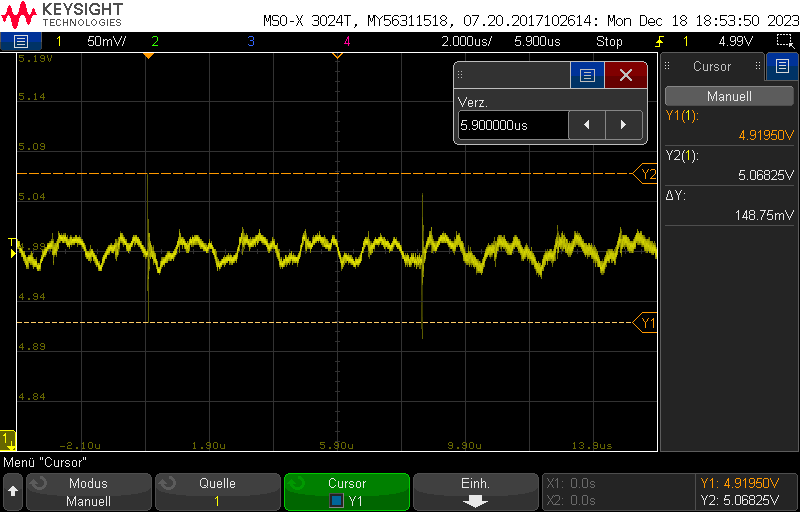 KEYSIGHT
TECHNOLOGIES
MSO-X 3024T, MY56311518, 07.20.2017102614: Mon Dec 18 18:53:50 2023
1 50mV/ 2 3 4 2.000us/ 5.900us Stop 1 4.99V
5.19V
5.14
5.09
5.04
4.99
4.94
4.89
4.84
T
1
-2.10u 1.90u 5.90u 9.90u 13.9us
Y2
Y1
Verz.
5.900000us
Cursor
Manuell
Y1(1):
4.91950V
Y2(1):
5.06825V
ΔY:
148.75mV
Menü "Cursor"
Modus
Manuell
Quelle
1
Cursor
Y1
Einh.
X1: 0.0s
X2: 0.0s
Y1: 4.91950V
Y2: 5.06825V